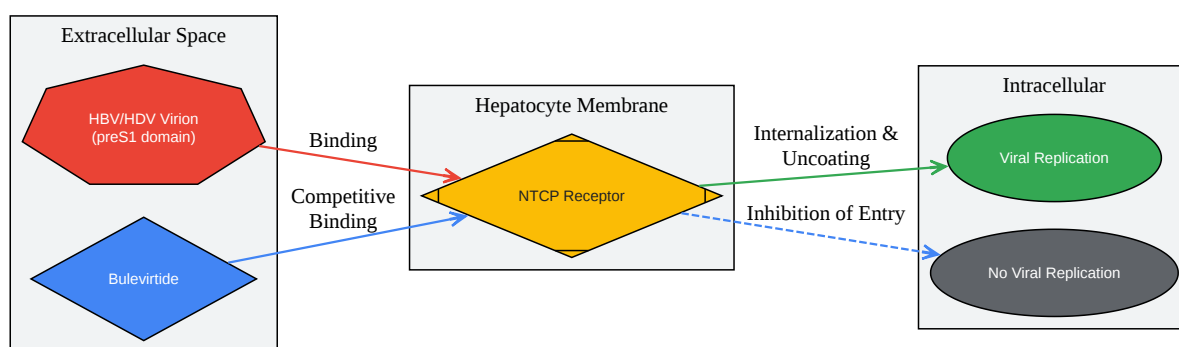 Extracellular Space
HBV/HDV Virion
(preS1 domain)
Bulevirtide
Binding
Competitive
Binding
Hepatocyte Membrane
NTCP Receptor
Internalization &
Uncoating
Inhibition of Entry
Intracellular
Viral Replication
No Viral Replication